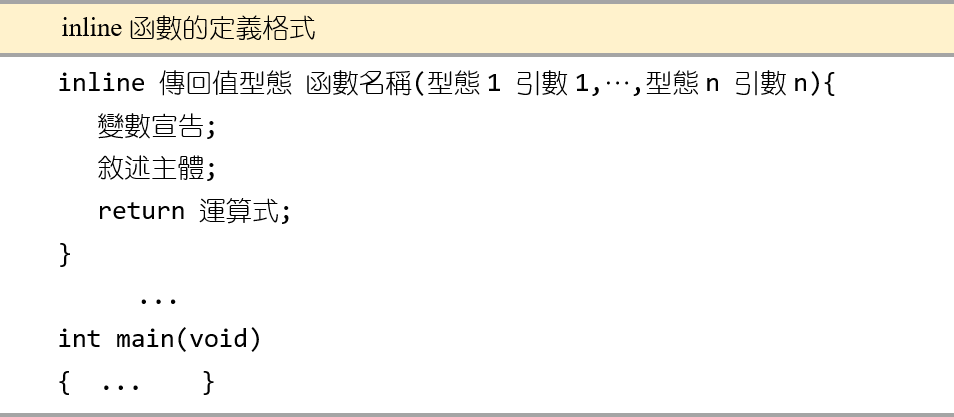 inline 函數的定義格式
inline 傳回值型態 函數名稱(型態1 引數1,⋯,型態n 引數n){
變數宣告;
敘述主體;
return 運算式;
}
...
int main(void)
{ ... }